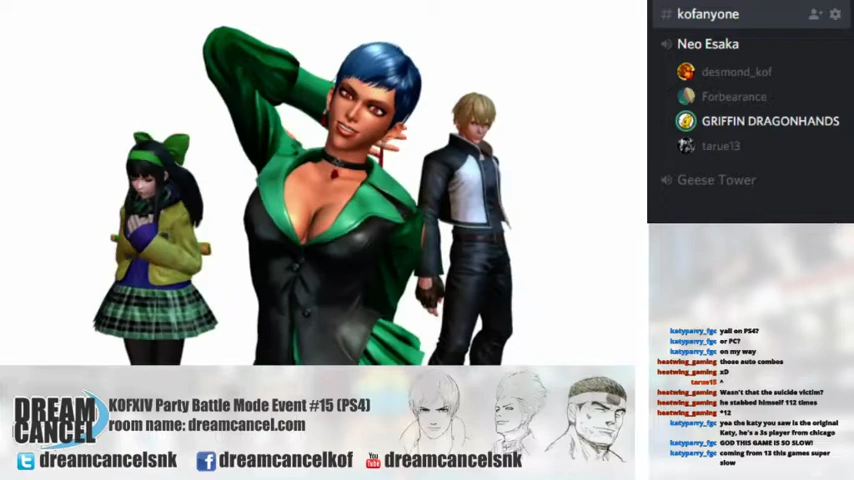 # kofanyone
Neo Esaka
desmond_kof
Forbearance
GRIFFIN DRAGONHANDS
tarue13
Geese Tower
katyparry_fgc yall on PS4?
katyparry_fgc or PC?
katyparry_fgc on my way
heatwing_gaming those auto combos
heatwing_gaming xD
tarue13 ^
heatwing_gaming Wasn't that the suicide victim?
heatwing_gaming he stabbed himself 112 times
heatwing_gaming *12
katyparry_fgc yea the katy you saw is the original
Katy, he's a 3s player from chicago
katyparry_fgc GOD THIS GAME IS SO SLOW!
katyparry_fgc coming from 13 this games super
slow
DREAM
CANCEL
KOFXIV Party Battle Mode Event #15 (PS4)
room name: dreamcancel.com
dreamcancelsnk
dreamcancelkof
You
Tube
dreamcancelsnk